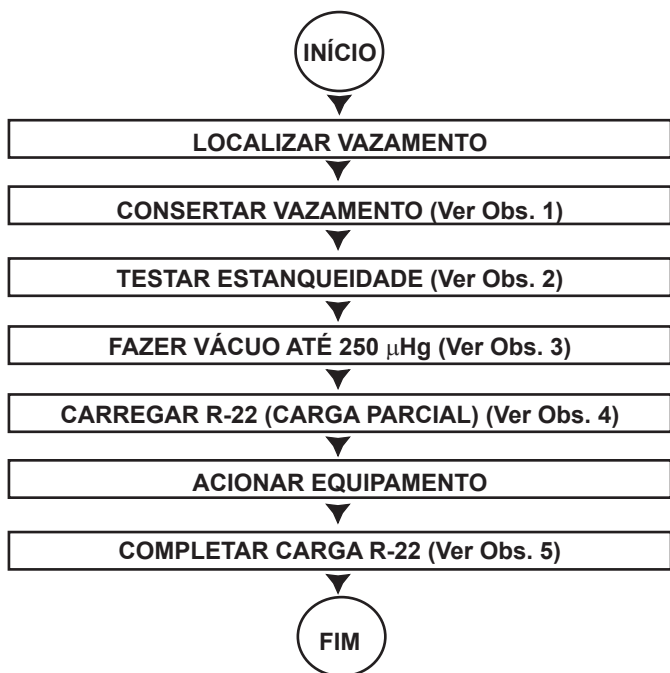 INÍCIO
LOCALIZAR VAZAMENTO
CONSERTAR VAZAMENTO (Ver Obs. 1)
TESTAR ESTANQUEIDADE (Ver Obs. 2)
FAZER VÁCUO ATÉ 250 μHg (Ver Obs. 3)
CARREGAR R-22 (CARGA PARCIAL) (Ver Obs. 4)
ACIONAR EQUIPAMENTO
COMPLETAR CARGA R-22 (Ver Obs. 5)
FIM